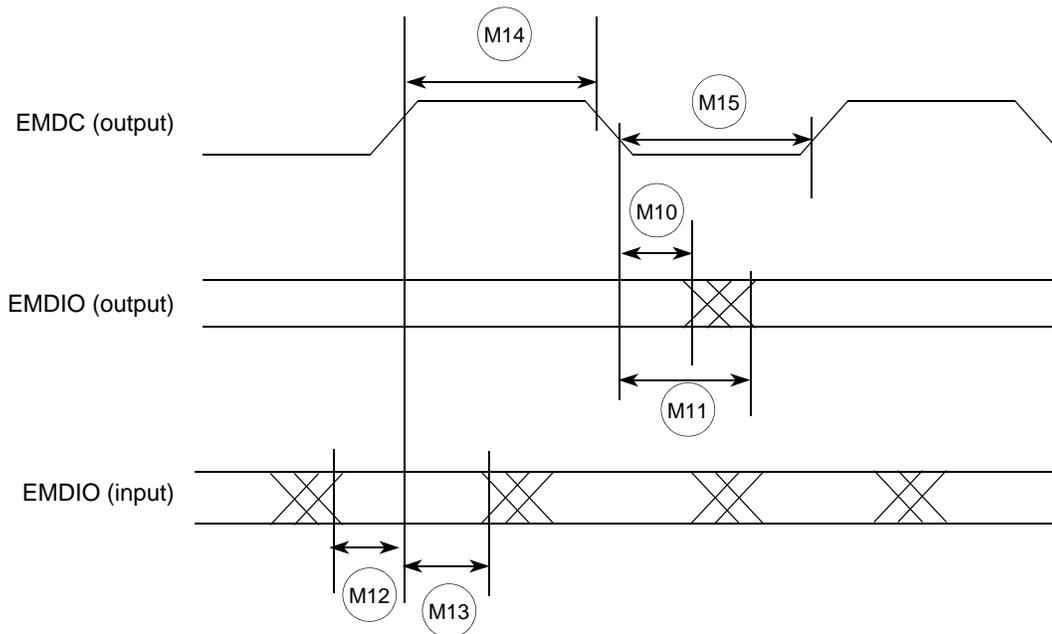 M14
M15
EMDC (output)
M10
EMDIO (output)
M11
EMDIO (input)
M12
M13